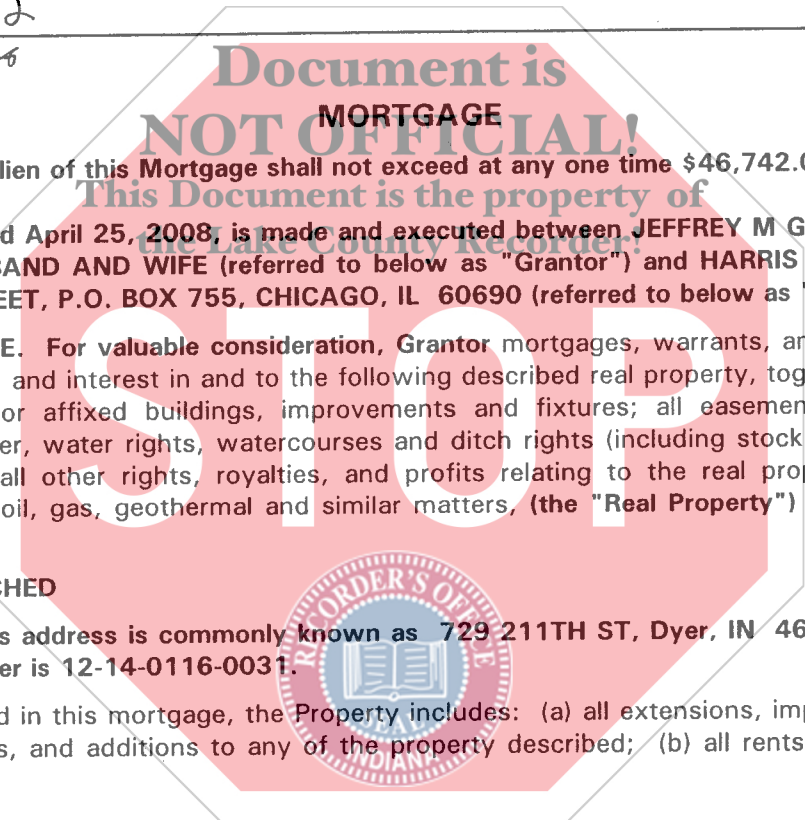 Document is
MORTGAGE
NOT OFFICIAL!
lien of this Mortgage shall not exceed at any one time $46,742.0
This Document is the property of
d April 25, 2008, is made and executed between JEFFREY M G
the Lake County Recorder!
BAND AND WIFE (referred to below as "Grantor") and HARRIS
EET, P.O. BOX 755, CHICAGO, IL 60690 (referred to below as "
E. For valuable consideration, Grantor mortgages, warrants, an
and interest in and to the following described real property, tog
or affixed buildings, improvements and fixtures; all easemen
er, water rights, watercourses and ditch rights (including stock
all other rights, royalties, and profits relating to the real prop
oil, gas, geothermal and similar matters, (the "Real Property")
STOP
CHED
s address is commonly known as 729 211TH ST, Dyer, IN 46
er is 12-14-0116-0031.
d in this mortgage, the Property includes: (a) all extensions, imp
s, and additions to any of the property described; (b) all rents
RECORDER'S OFFICE
SEAL
INDIANA